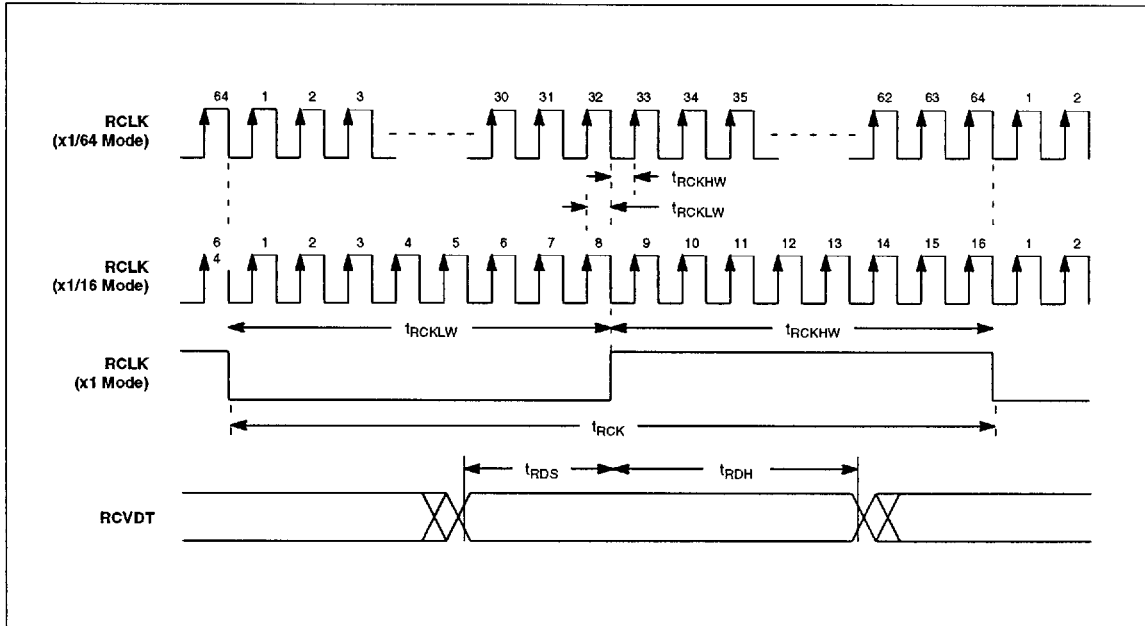 64 1 2 3 30 31 32 33 34 35 62 63 64 1 2
RCLK
(x1/64 Mode)
tRCKHW
tRCKLW
6 1 2 3 4 5 6 7 8 9 10 11 12 13 14 15 16 1 2
4
RCLK
(x1/16 Mode)
tRCKLW tRCKHW
RCLK
(x1 Mode)
tRCK
tRDS tRDH
RCVDT